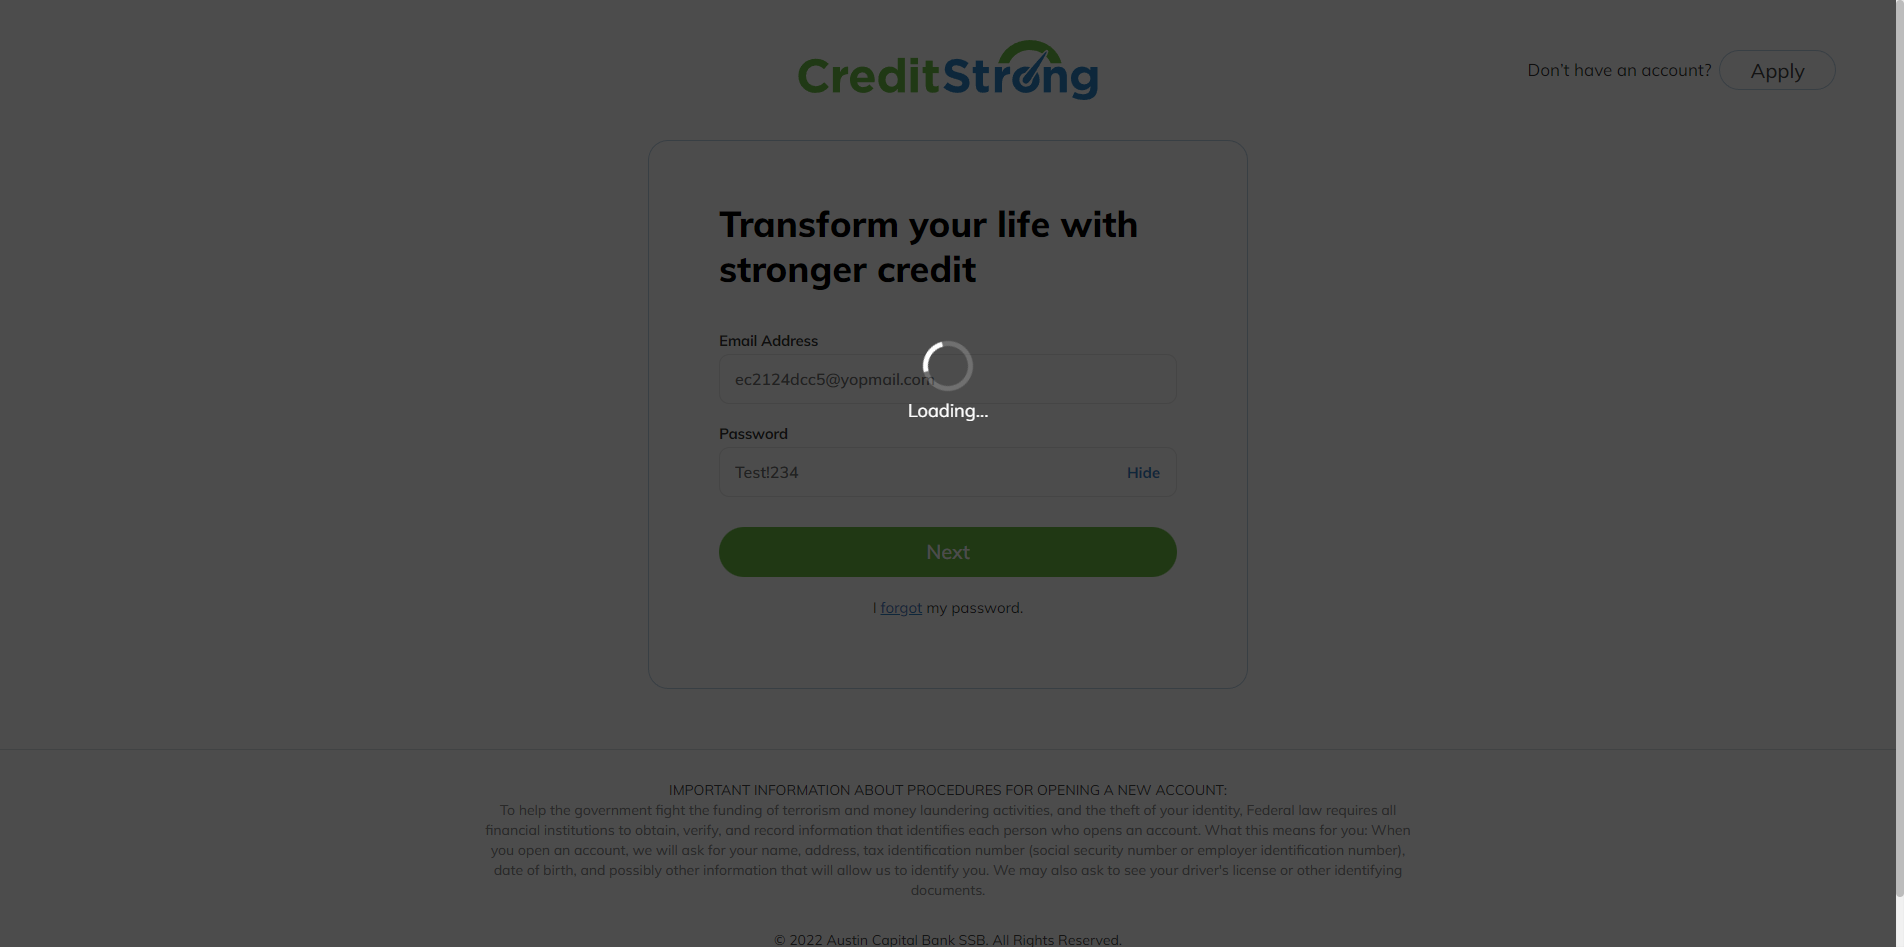 CreditStrong
Don't have an account? Apply
Transform your life with
stronger credit
Email Address
ec2124dcc5@yopmail.com
Loading...
Password
Test!234 Hide
Next
I forgot my password.
IMPORTANT INFORMATION ABOUT PROCEDURES FOR OPENING A NEW ACCOUNT:
To help the government fight the funding of terrorism and money laundering activities, and the theft of your identity, Federal law requires all
financial institutions to obtain, verify, and record information that identifies each person who opens an account. What this means for you: When
you open an account, we will ask for your name, address, tax identification number (social security number or employer identification number),
date of birth, and possibly other information that will allow us to identify you. We may also ask to see your driver's license or other identifying
documents.
© 2022 Austin Capital Bank SSB. All Rights Reserved.